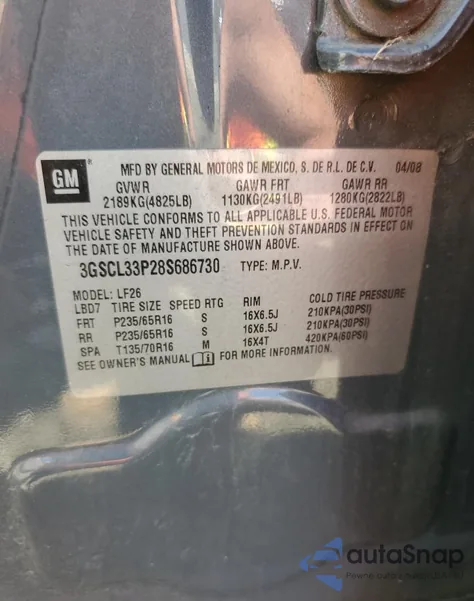 GM
MFD BY GENERAL MOTORS DE MEXICO, S. DE R.L. DE C.V. 04/08
GVWR GAWR FRT GAWR RR
2189KG(4825LB) 1130KG(2491LB) 1280KG(2822LB)
THIS VEHICLE CONFORMS TO ALL APPLICABLE U.S. FEDERAL MOTOR
VEHICLE SAFETY AND THEFT PREVENTION STANDARDS IN EFFECT ON
THE DATE OF MANUFACTURE SHOWN ABOVE.
3GSCL33P28S686730 TYPE: M.P.V.
MODEL: LF26
LBD7 TIRE SIZE SPEED RTG RIM COLD TIRE PRESSURE
FRT P235/65R16 S 16X6.5J 210KPA(30PSI)
RR P235/65R16 S 16X6.5J 210KPA(30PSI)
SPA T135/70R16 M 16X4T 420KPA(60PSI)
SEE OWNER'S MANUAL FOR MORE INFORMATION.
autaSnap